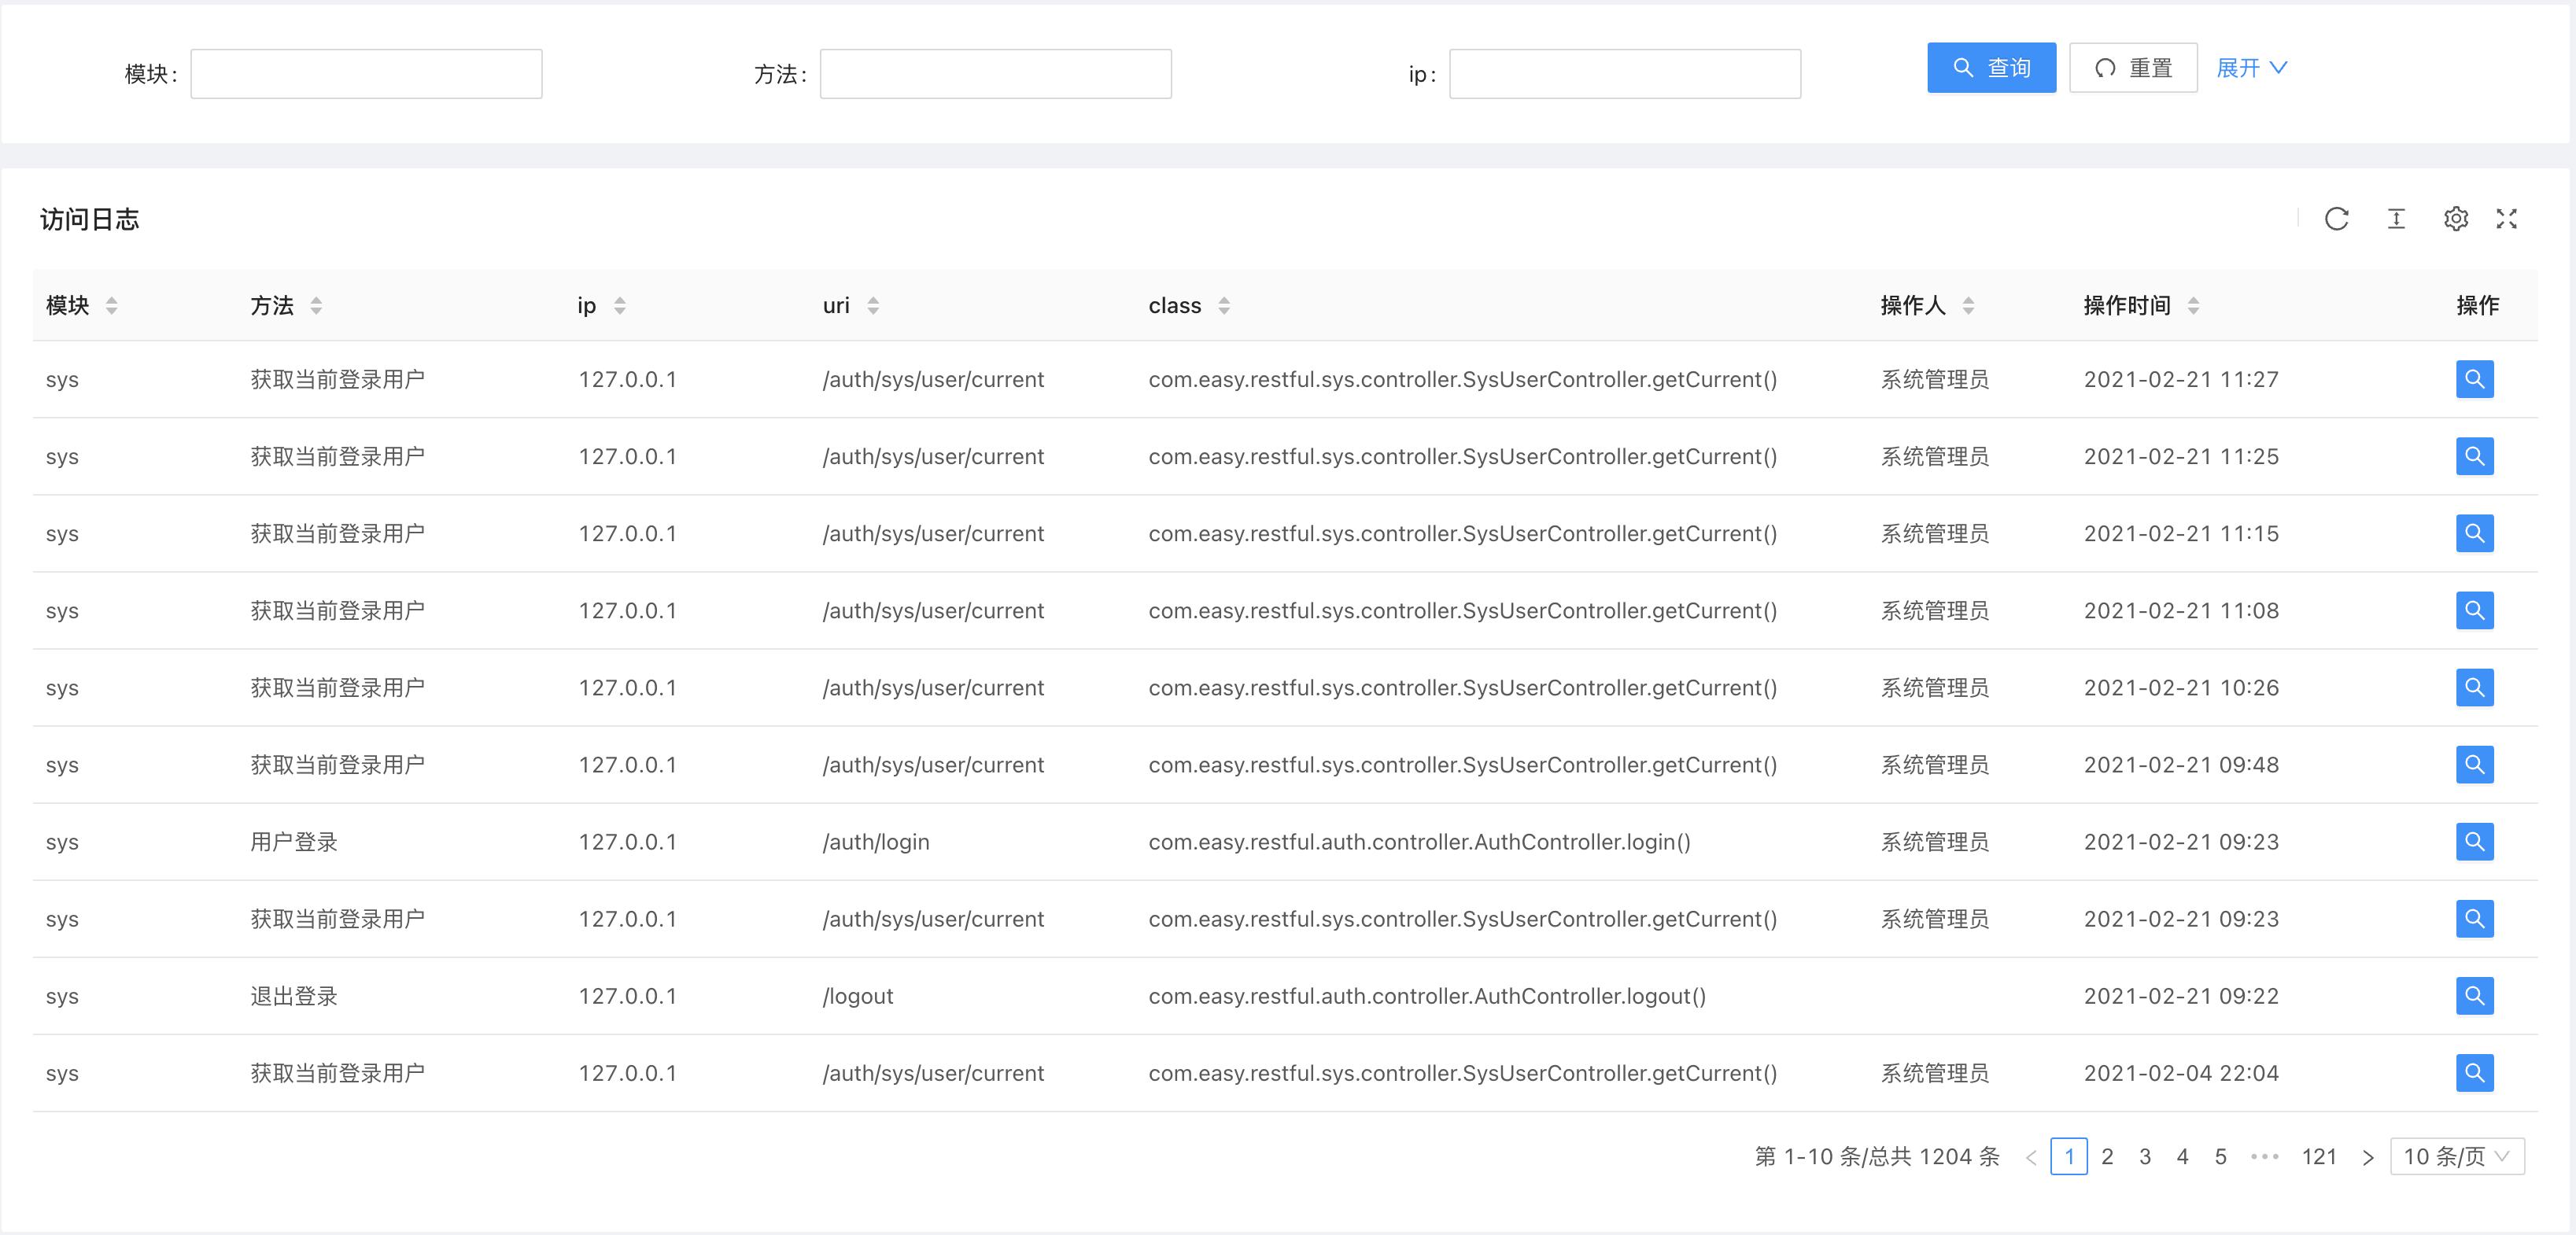 模块: 方法: ip: 查询 重置 展开
访问日志
模块 方法 ip uri class 操作人 操作时间 操作
sys 获取当前登录用户 127.0.0.1 /auth/sys/user/current com.easy.restful.sys.controller.SysUserController.getCurrent() 系统管理员 2021-02-21 11:27
sys 获取当前登录用户 127.0.0.1 /auth/sys/user/current com.easy.restful.sys.controller.SysUserController.getCurrent() 系统管理员 2021-02-21 11:25
sys 获取当前登录用户 127.0.0.1 /auth/sys/user/current com.easy.restful.sys.controller.SysUserController.getCurrent() 系统管理员 2021-02-21 11:15
sys 获取当前登录用户 127.0.0.1 /auth/sys/user/current com.easy.restful.sys.controller.SysUserController.getCurrent() 系统管理员 2021-02-21 11:08
sys 获取当前登录用户 127.0.0.1 /auth/sys/user/current com.easy.restful.sys.controller.SysUserController.getCurrent() 系统管理员 2021-02-21 10:26
sys 获取当前登录用户 127.0.0.1 /auth/sys/user/current com.easy.restful.sys.controller.SysUserController.getCurrent() 系统管理员 2021-02-21 09:48
sys 用户登录 127.0.0.1 /auth/login com.easy.restful.auth.controller.AuthController.login() 系统管理员 2021-02-21 09:23
sys 获取当前登录用户 127.0.0.1 /auth/sys/user/current com.easy.restful.sys.controller.SysUserController.getCurrent() 系统管理员 2021-02-21 09:23
sys 退出登录 127.0.0.1 /logout com.easy.restful.auth.controller.AuthController.logout() 2021-02-21 09:22
sys 获取当前登录用户 127.0.0.1 /auth/sys/user/current com.easy.restful.sys.controller.SysUserController.getCurrent() 系统管理员 2021-02-04 22:04
第 1-10 条/总共 1204 条 < 1 2 3 4 5 ••• 121 > 10 条/页